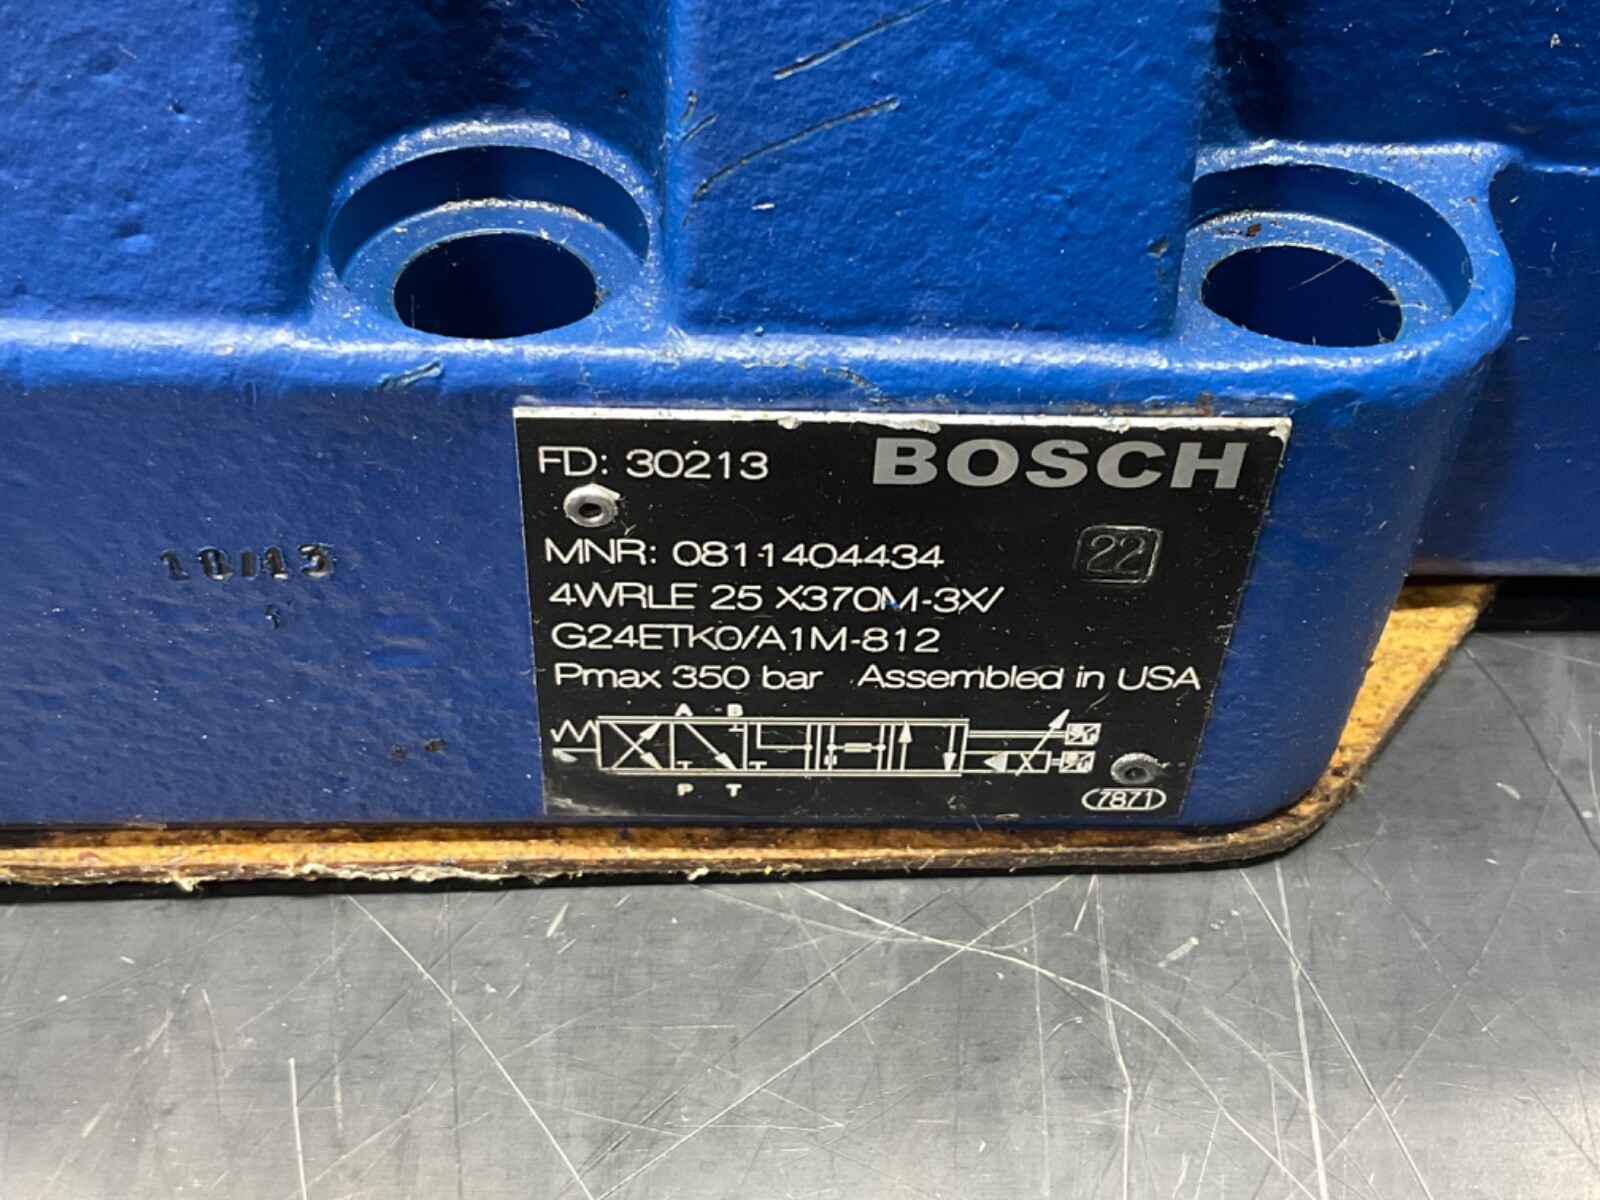 FD: 30213
BOSCH
MNR: 0811404434
22
4WRLE 25 X370M-3X/
G24ETK0/A1M-812
Pmax 350 bar Assembled in USA
A B
P T
7871